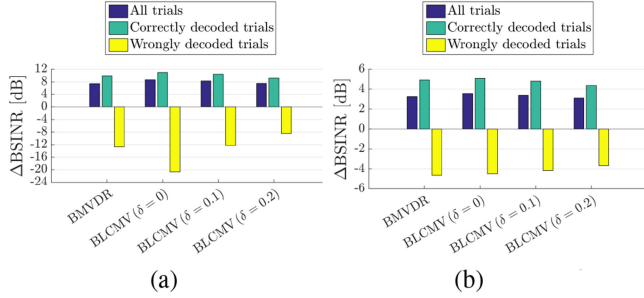 (a)
All trials
Correctly decoded trials
Wrongly decoded trials
ΔBSINR [dB]
12
8
4
0
-4
-8
-12
-16
-20
-24
BMVDR
BLCMV (δ = 0)
BLCMV (δ = 0.1)
BLCMV (δ = 0.2)
(a)
(b)
All trials
Correctly decoded trials
Wrongly decoded trials
ΔBSINR [dB]
6
4
2
0
-2
-4
-6
BMVDR
BLCMV (δ = 0)
BLCMV (δ = 0.1)
BLCMV (δ = 0.2)
(b)